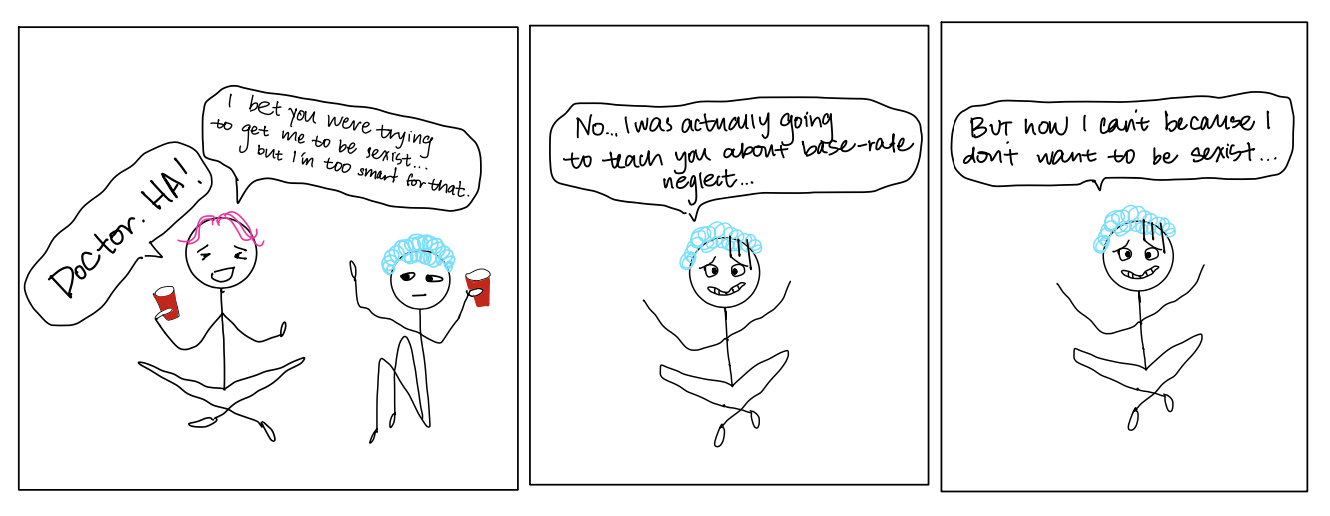 Doctor. HA!
I bet you were trying
to get me to be sexist...
but I'm too smart for that.
No... I was actually going
to teach you about base-rate
neglect...
But now I can't because I
don't want to be sexist...